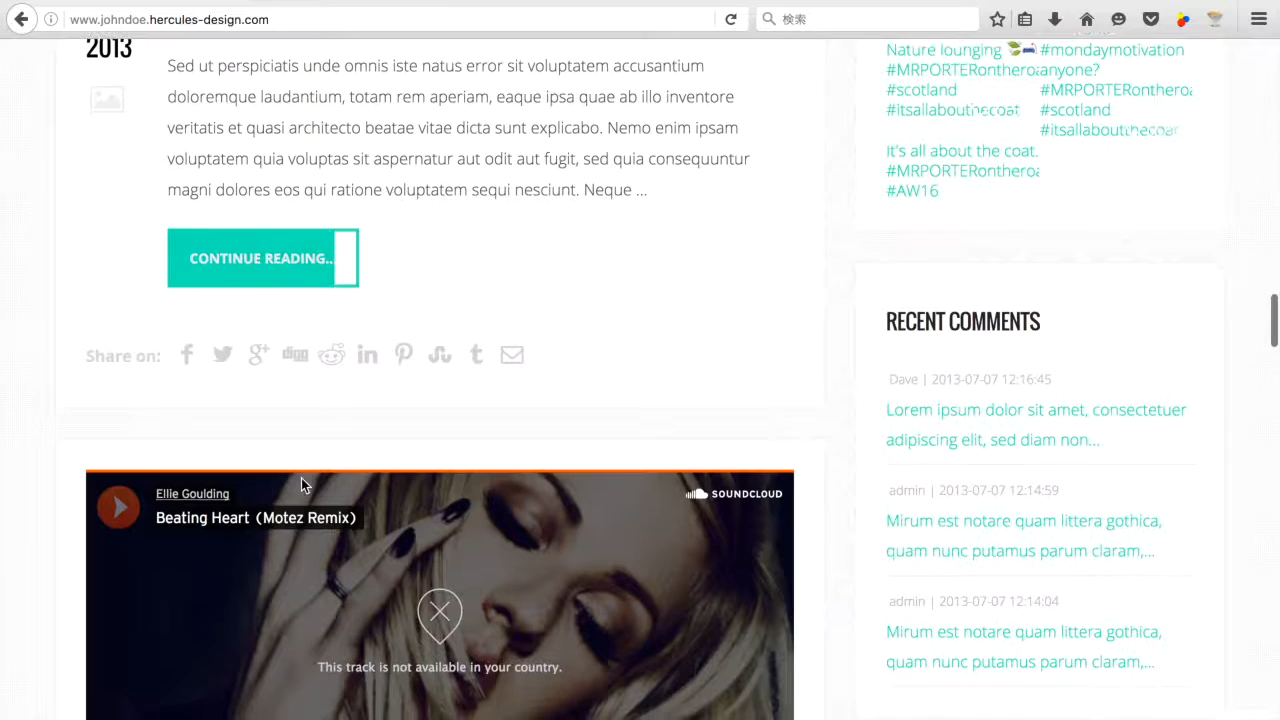 www.johndoe.hercules-design.com
検索
2013
Sed ut perspiciatis unde omnis iste natus error sit voluptatem accusantium
doloremque laudantium, totam rem aperiam, eaque ipsa quae ab illo inventore
veritatis et quasi architecto beatae vitae dicta sunt explicabo. Nemo enim ipsam
voluptatem quia voluptas sit aspernatur aut odit aut fugit, sed quia consequuntur
magni dolores eos qui ratione voluptatem sequi nesciunt. Neque ...
CONTINUE READING..
Share on:
digg
Ellie Goulding
Beating Heart (Motez Remix)
SOUNDCLOUD
This track is not available in your country.
Nature lounging
#MRPORTERonthero
#scotland
#itsallaboutthecoat
#mondaymotivation
anyone?
#MRPORTERonthero
#scotland
#itsallaboutthecoat
It's all about the coat.
#MRPORTERonthero
#AW16
RECENT COMMENTS
Dave | 2013-07-07 12:16:45
Lorem ipsum dolor sit amet, consectetuer
adipiscing elit, sed diam non...
admin | 2013-07-07 12:14:59
Mirum est notare quam littera gothica,
quam nunc putamus parum claram,...
admin | 2013-07-07 12:14:04
Mirum est notare quam littera gothica,
quam nunc putamus parum claram,...